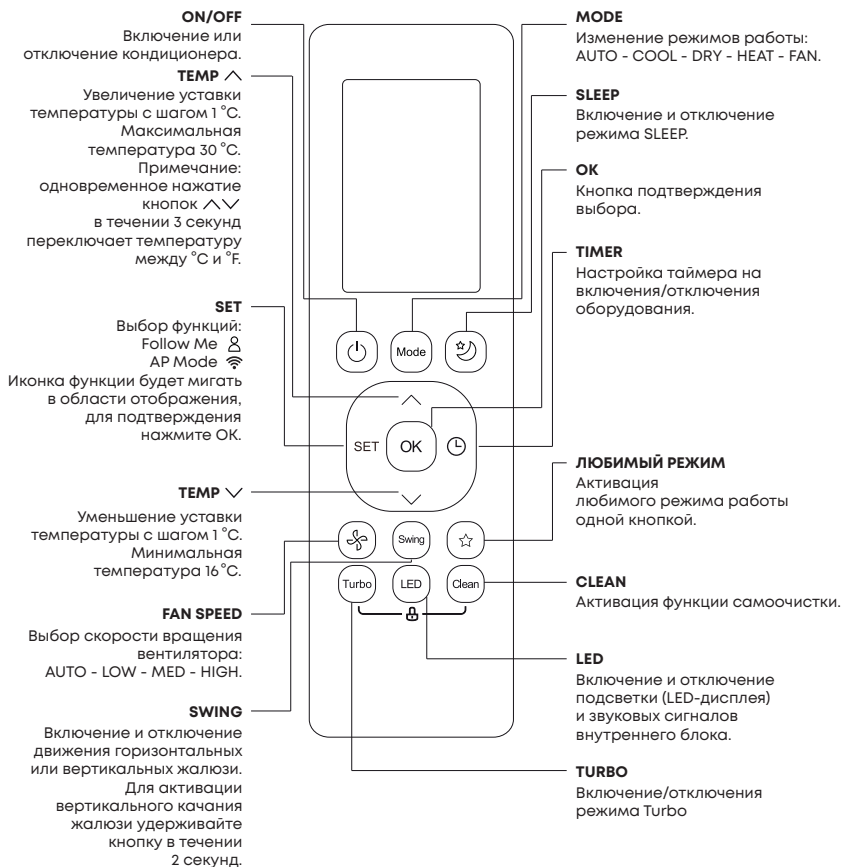 ON/OFF
Включение или
отключение кондиционера.
TEMP
Увеличение уставки
температуры с шагом 1 °C.
Максимальная
температура 30 °C.
Примечание:
одновременное нажатие
кнопок
в течении 3 секунд
переключает температуру
между °C и °F.
SET
Выбор функций:
Follow Me
AP Mode
Иконка функции будет мигать
в области отображения,
для подтверждения
нажмите ОК.
TEMP
Уменьшение уставки
температуры с шагом 1 °C.
Минимальная
температура 16°C.
FAN SPEED
Выбор скорости вращения
вентилятора:
AUTO - LOW - MED - HIGH.
SWING
Включение и отключение
движения горизонтальных
или вертикальных жалюзи.
Для активации
вертикального качания
жалюзи удерживайте
кнопку в течении
2 секунд.
Mode
SET
OK
Swing
Turbo
LED
Clean
MODE
Изменение режимов работы:
AUTO - COOL - DRY - HEAT - FAN.
SLEEP
Включение и отключение
режима SLEEP.
OK
Кнопка подтверждения
выбора.
TIMER
Настройка таймера на
включения/отключения
оборудования.
ЛЮБИМЫЙ РЕЖИМ
Активация
любимого режима работы
одной кнопкой.
CLEAN
Активация функции самоочистки.
LED
Включение и отключение
подсветки (LED-дисплея)
и звуковых сигналов
внутреннего блока.
TURBO
Включение/отключения
режима Turbo